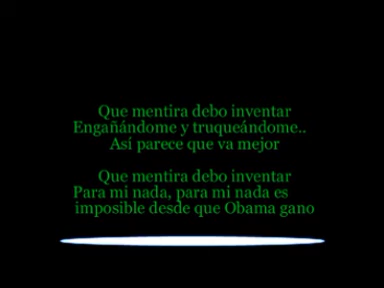 Que mentira debo inventar
Engañándome y truqueándome..
Así parece que va mejor
Que mentira debo inventar
Para mi nada, para mi nada es
imposible desde que Obama gano